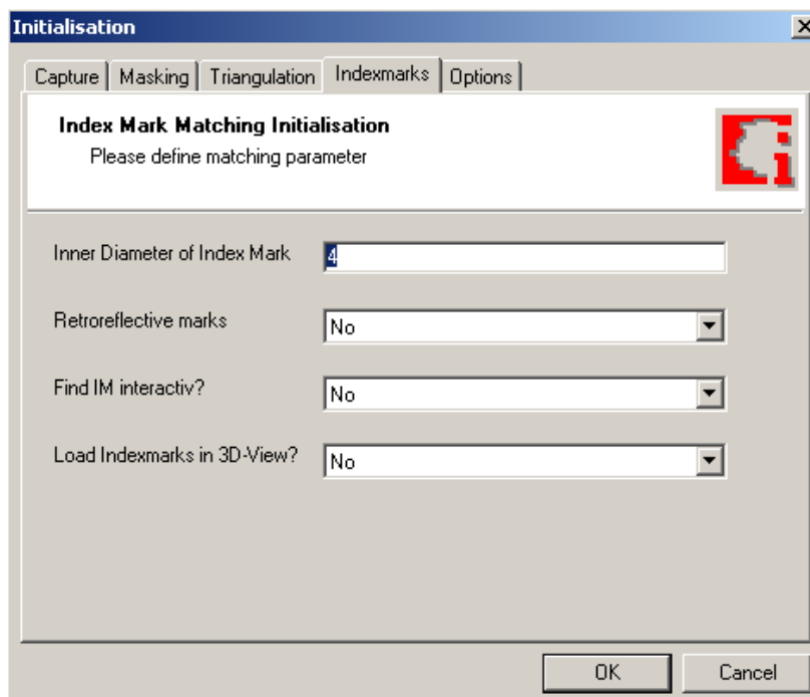 Initialisation
Capture Masking Triangulation Indexmarks Options
Index Mark Matching Initialisation
Please define matching parameter
Inner Diameter of Index Mark 4
Retroreflective marks No
Find IM interactiv? No
Load Indexmarks in 3D-View? No
OK Cancel